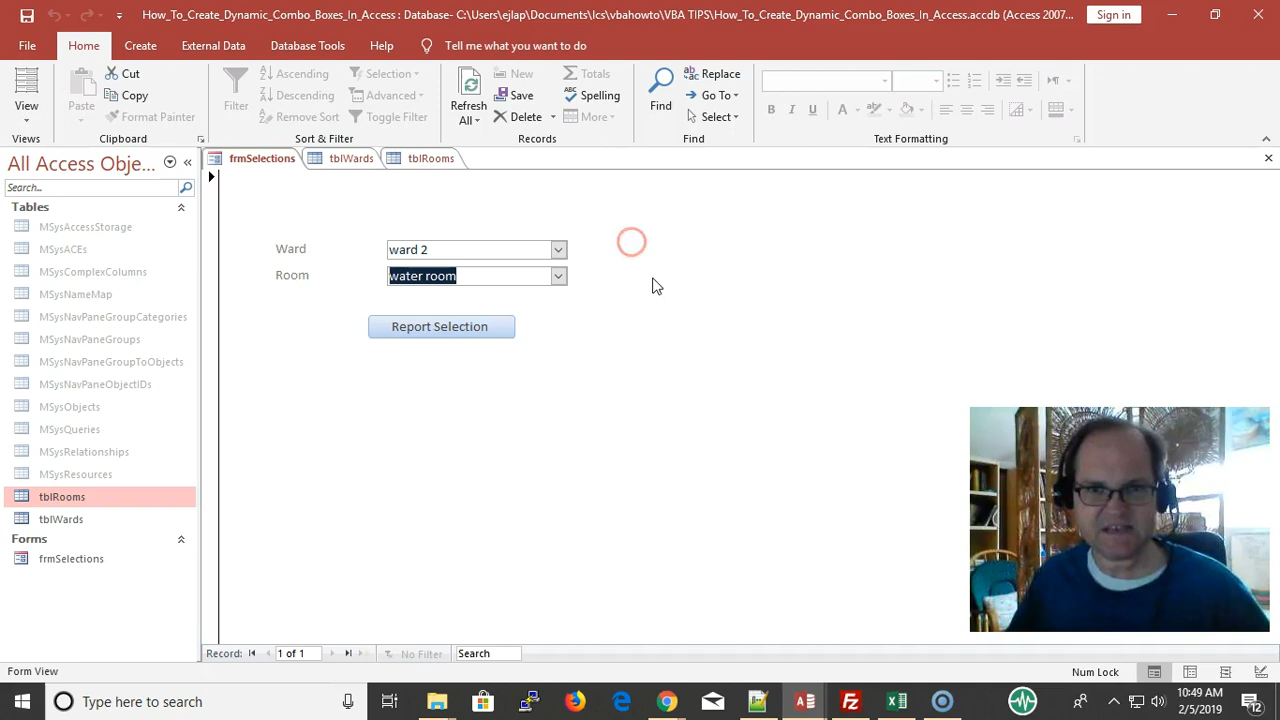 How_To_Create_Dynamic_Combo_Boxes_In_Access : Database- C:\Users\ejlap\Documents\Ics\vbahowto\VBA TIPS\How_To_Create_Dynamic_Combo_Boxes_In_Access.accdb (Access 2007...
Sign in
File Home Create External Data Database Tools Help Tell me what you want to do
View
Views
Paste
Cut
Copy
Format Painter
Clipboard
Filter
Ascending
Descending
Remove Sort
Selection
Advanced
Toggle Filter
Sort & Filter
Refresh
All
New
Save
Delete
Totals
Spelling
More
Records
Find
Replace
Go To
Select
Find
B I U A
Text Formatting
All Access Obje...
Search...
Tables
MSysAccessStorage
MSysACEs
MSysComplexColumns
MSysNameMap
MSysNavPaneGroupCategories
MSysNavPaneGroups
MSysNavPaneGroupToObjects
MSysNavPaneObjectIDs
MSysObjects
MSysQueries
MSysRelationships
MSysResources
tblRooms
tblWards
Forms
frmSelections
frmSelections tblWards tblRooms
Ward ward 2
Room water room
Report Selection
Record: 1 of 1 No Filter Search
Form View
Num Lock
Type here to search
10:49 AM
2/5/2019
12